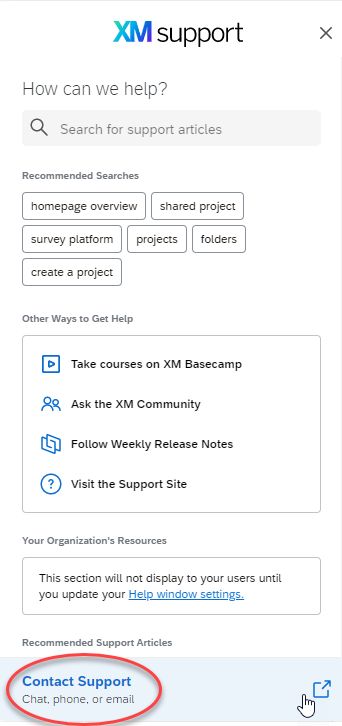 XM support
How can we help?
Search for support articles
Recommended Searches
homepage overview shared project
survey platform projects folders
create a project
Other Ways to Get Help
Take courses on XM Basecamp
Ask the XM Community
Follow Weekly Release Notes
Visit the Support Site
Your Organization's Resources
This section will not display to your users until
you update your Help window settings.
Recommended Support Articles
Contact Support
Chat, phone, or email